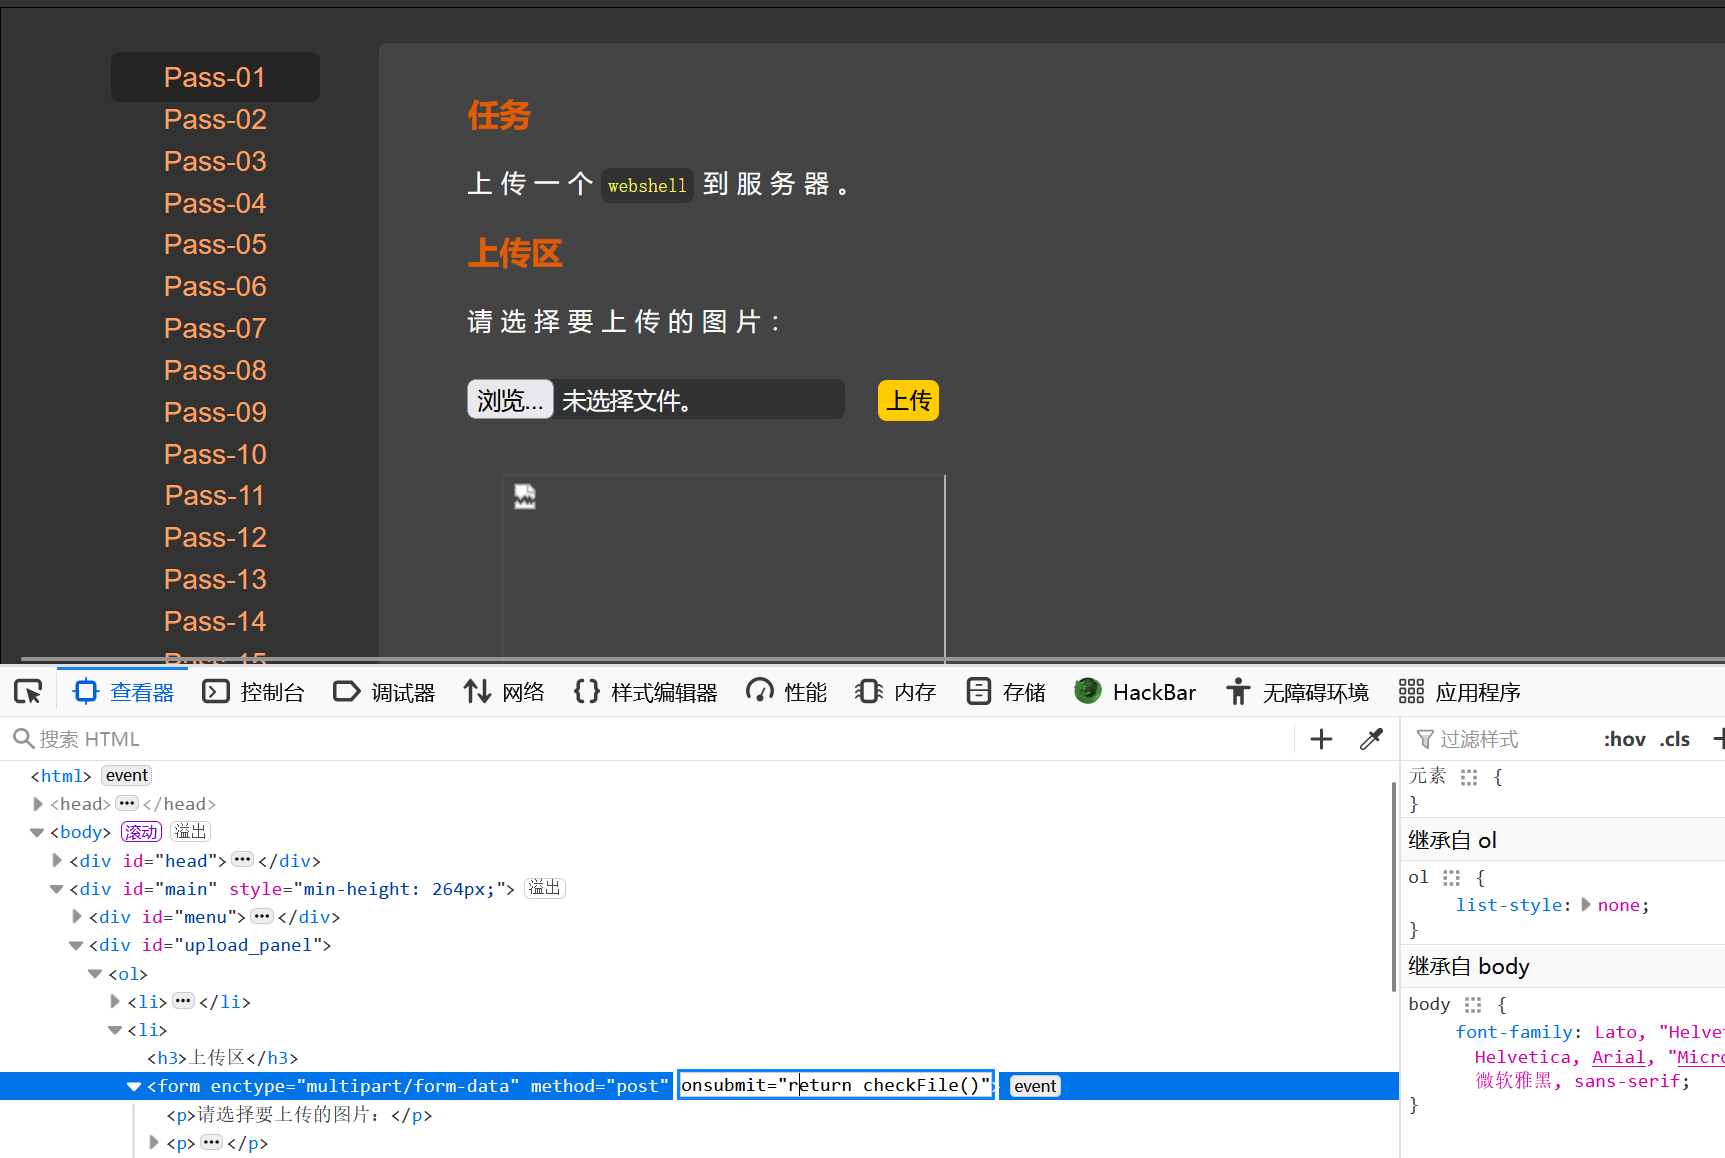 Pass-01
Pass-02
Pass-03
Pass-04
Pass-05
Pass-06
Pass-07
Pass-08
Pass-09
Pass-10
Pass-11
Pass-12
Pass-13
Pass-14
Pass-15
任务
上传一个 webshell 到服务器。
上传区
请选择要上传的图片：
浏览... 未选择文件。 上传
查看器 控制台 调试器 网络 {} 样式编辑器 性能 内存 存储 HackBar 无障碍环境 应用程序
搜索 HTML
<html> event
<head>···</head>
<body> 滚动 溢出
<div id="head">···</div>
<div id="main" style="min-height: 264px;"> 溢出
<div id="menu">···</div>
<div id="upload_panel">
<ol>
<li>···</li>
<li>
<h3>上传区</h3>
<form enctype="multipart/form-data" method="post" onsubmit="return checkFile()"> event
<p>请选择要上传的图片：</p>
<p>···</p>
过滤样式 :hov .cls +
元素 {
}
继承自 ol
ol {
list-style: none;
}
继承自 body
body {
font-family: Lato, "Helvet
Helvetica, Arial, "Micro
微软雅黑, sans-serif;
}